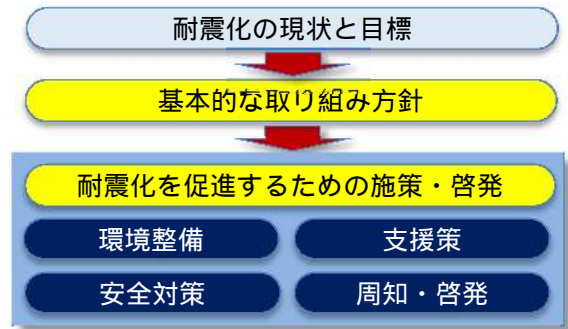 耐震化の現状と目標
基本的な取り組み方針
耐震化を促進するための施策・啓発
環境整備
支援策
安全対策
周知・啓発